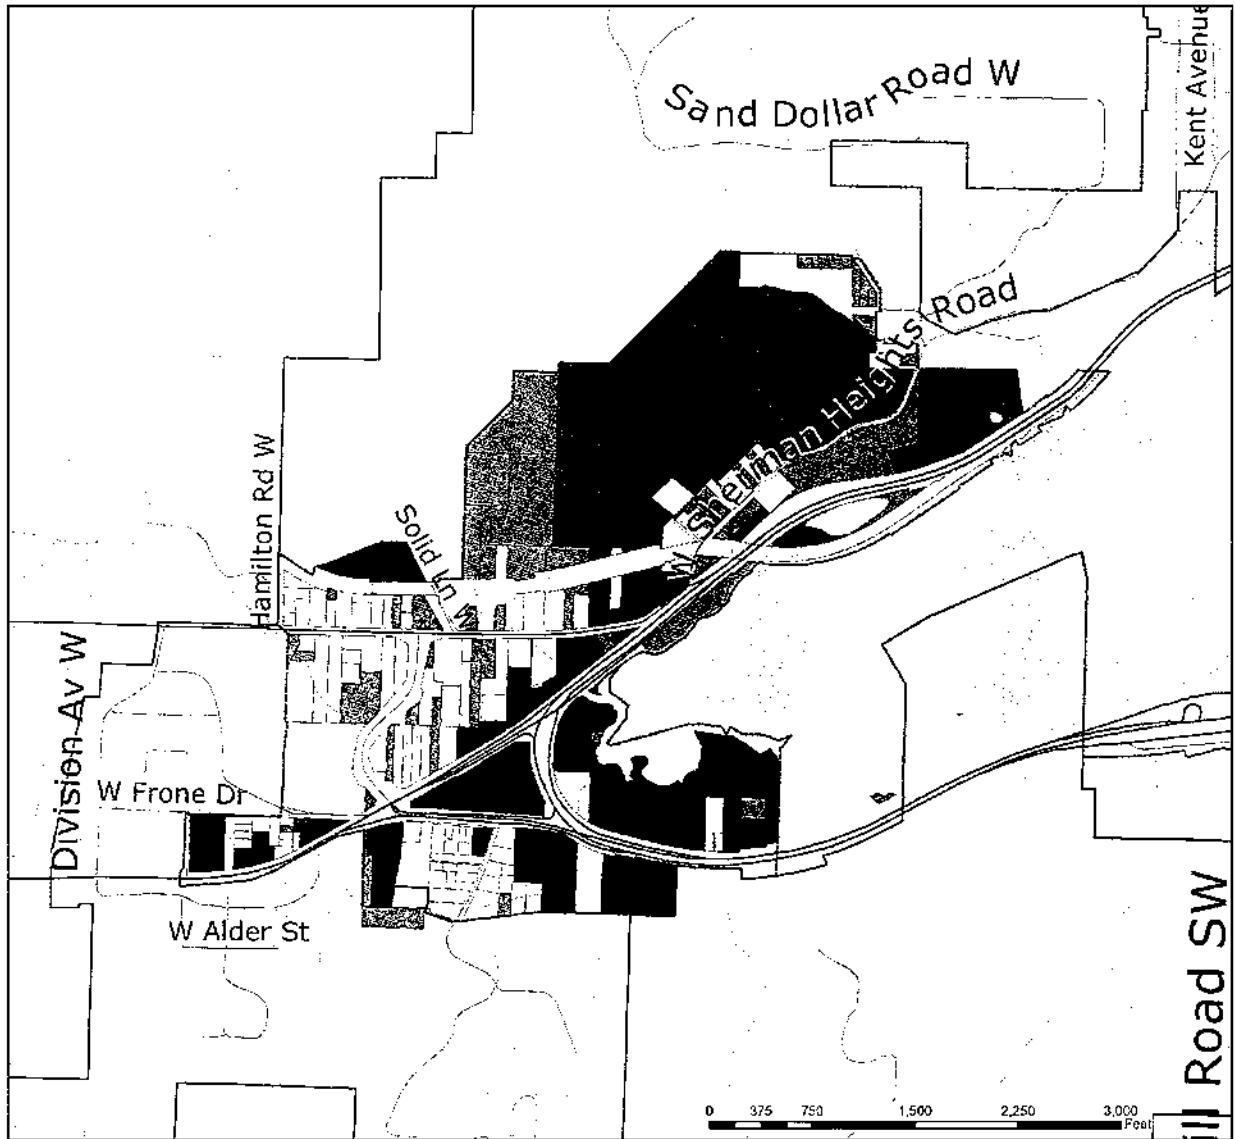 Sand Dollar Road W
Kent Avenue
W Sherman Heights Road
Hamilton Rd W
Solid Ln W
Division Av W
W Frone Dr
W Alder St
Road SW
0 375 750 1,500 2,250 3,000
Feet